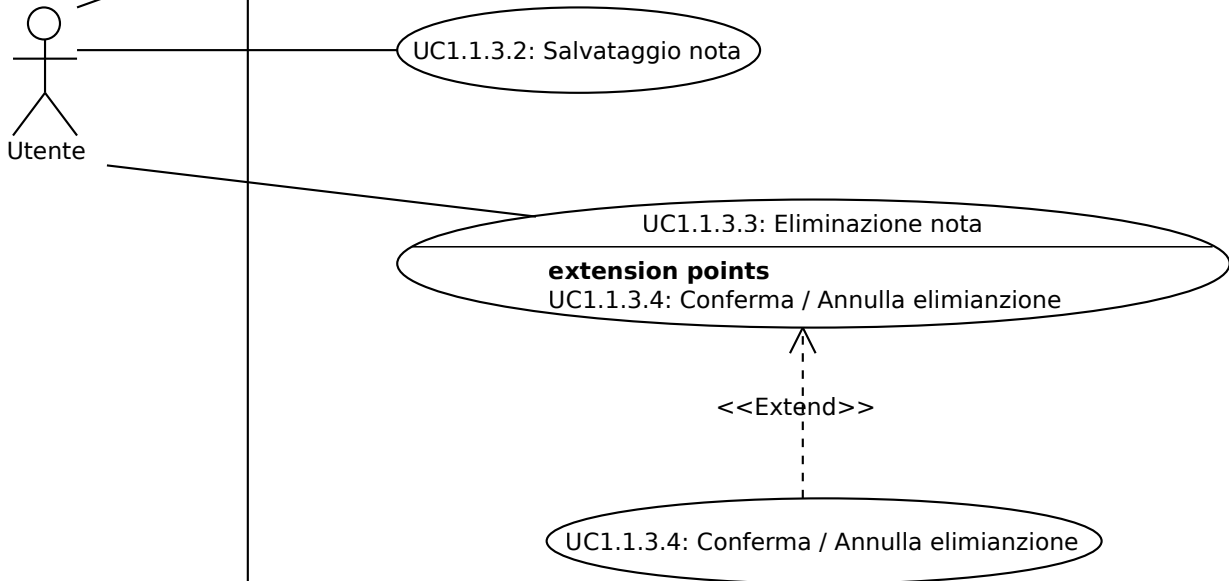 UC1.1.3.2: Salvataggio nota
Utente
UC1.1.3.3: Eliminazione nota
extension points
UC1.1.3.4: Conferma / Annulla elimianzione
<<Extend>>
UC1.1.3.4: Conferma / Annulla elimianzione